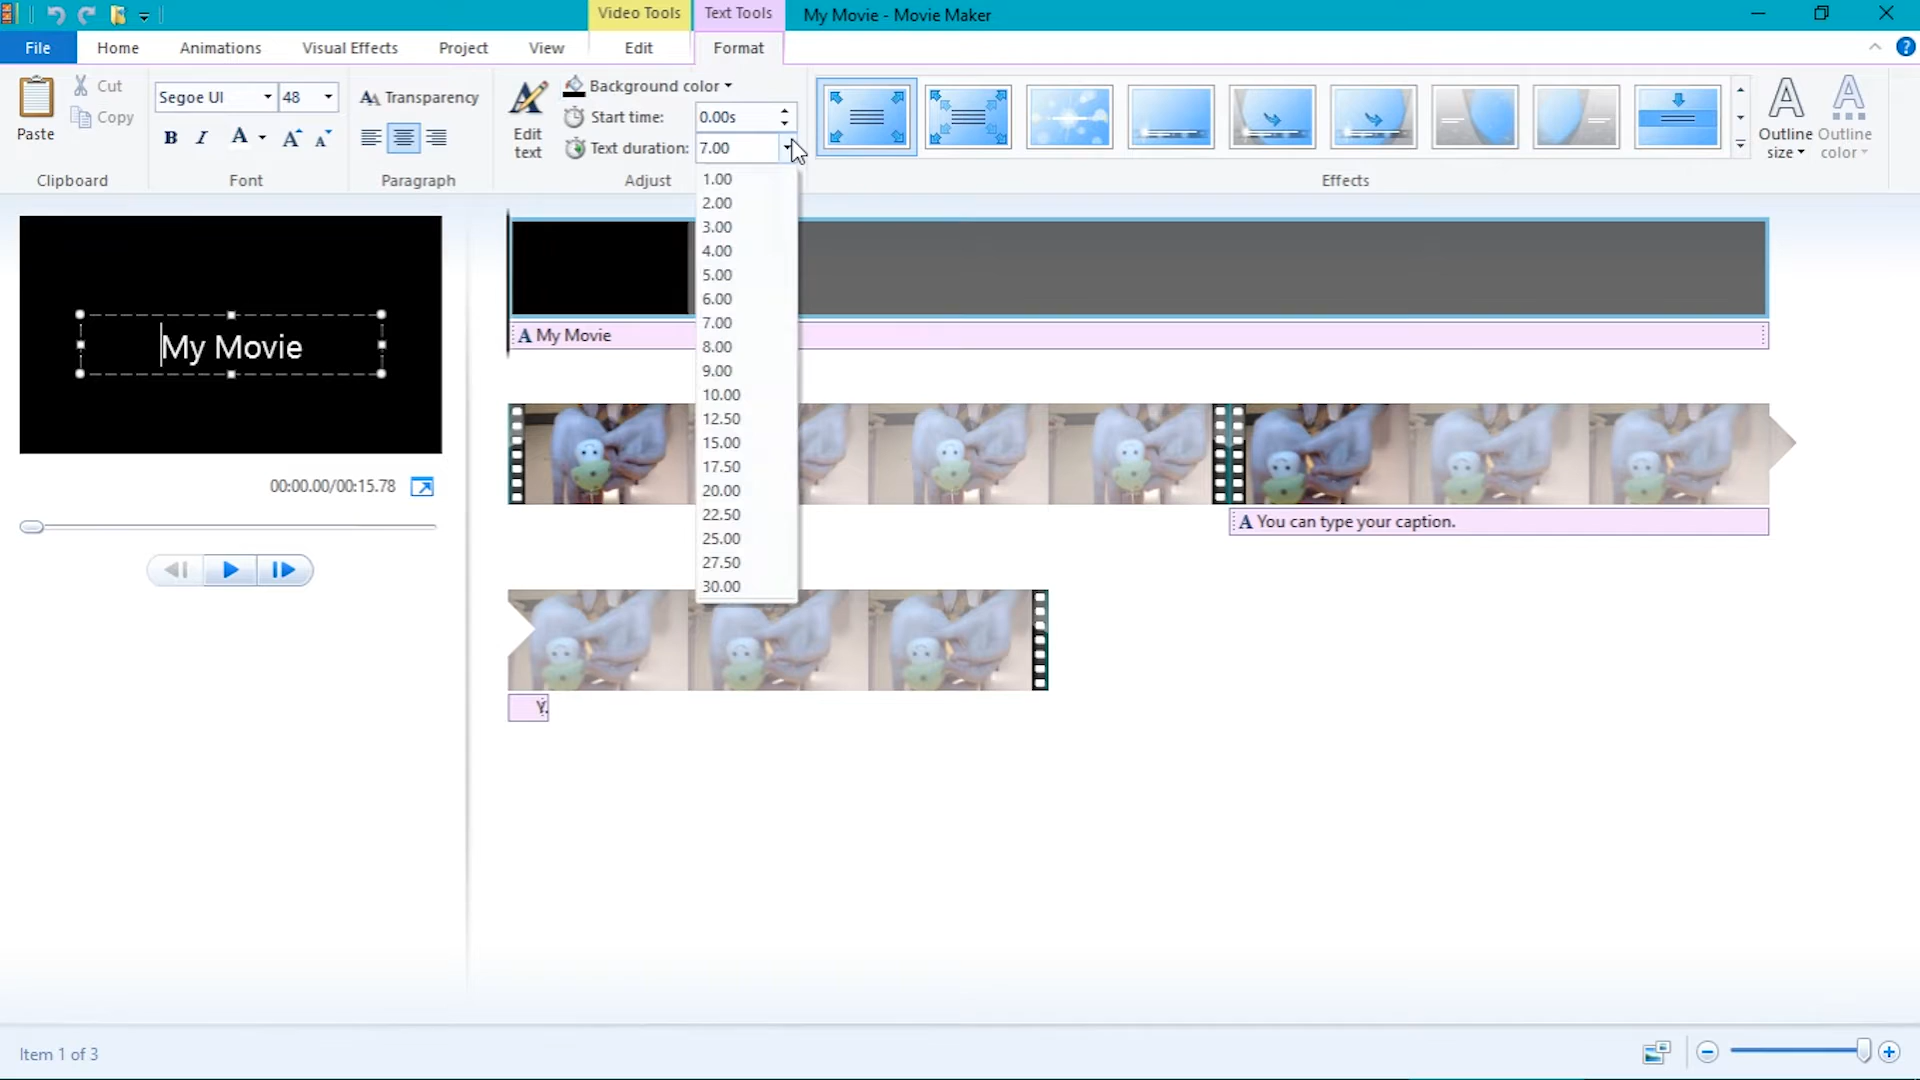 Video Tools
Text Tools
My Movie - Movie Maker
File
Home
Animations
Visual Effects
Project
View
Edit
Format
Paste
Cut
Copy
Clipboard
Segoe UI
48
B I A A A
Font
Transparency
Paragraph
Edit
text
Background color
Start time:
0.00s
Text duration:
7.00
Adjust
Effects
Outline
size
Outline
color
1.00
2.00
3.00
4.00
5.00
6.00
7.00
8.00
9.00
10.00
12.50
15.00
17.50
20.00
22.50
25.00
27.50
30.00
My Movie
00:00.00/00:15.78
A My Movie
A You can type your caption.
Y.
Item 1 of 3